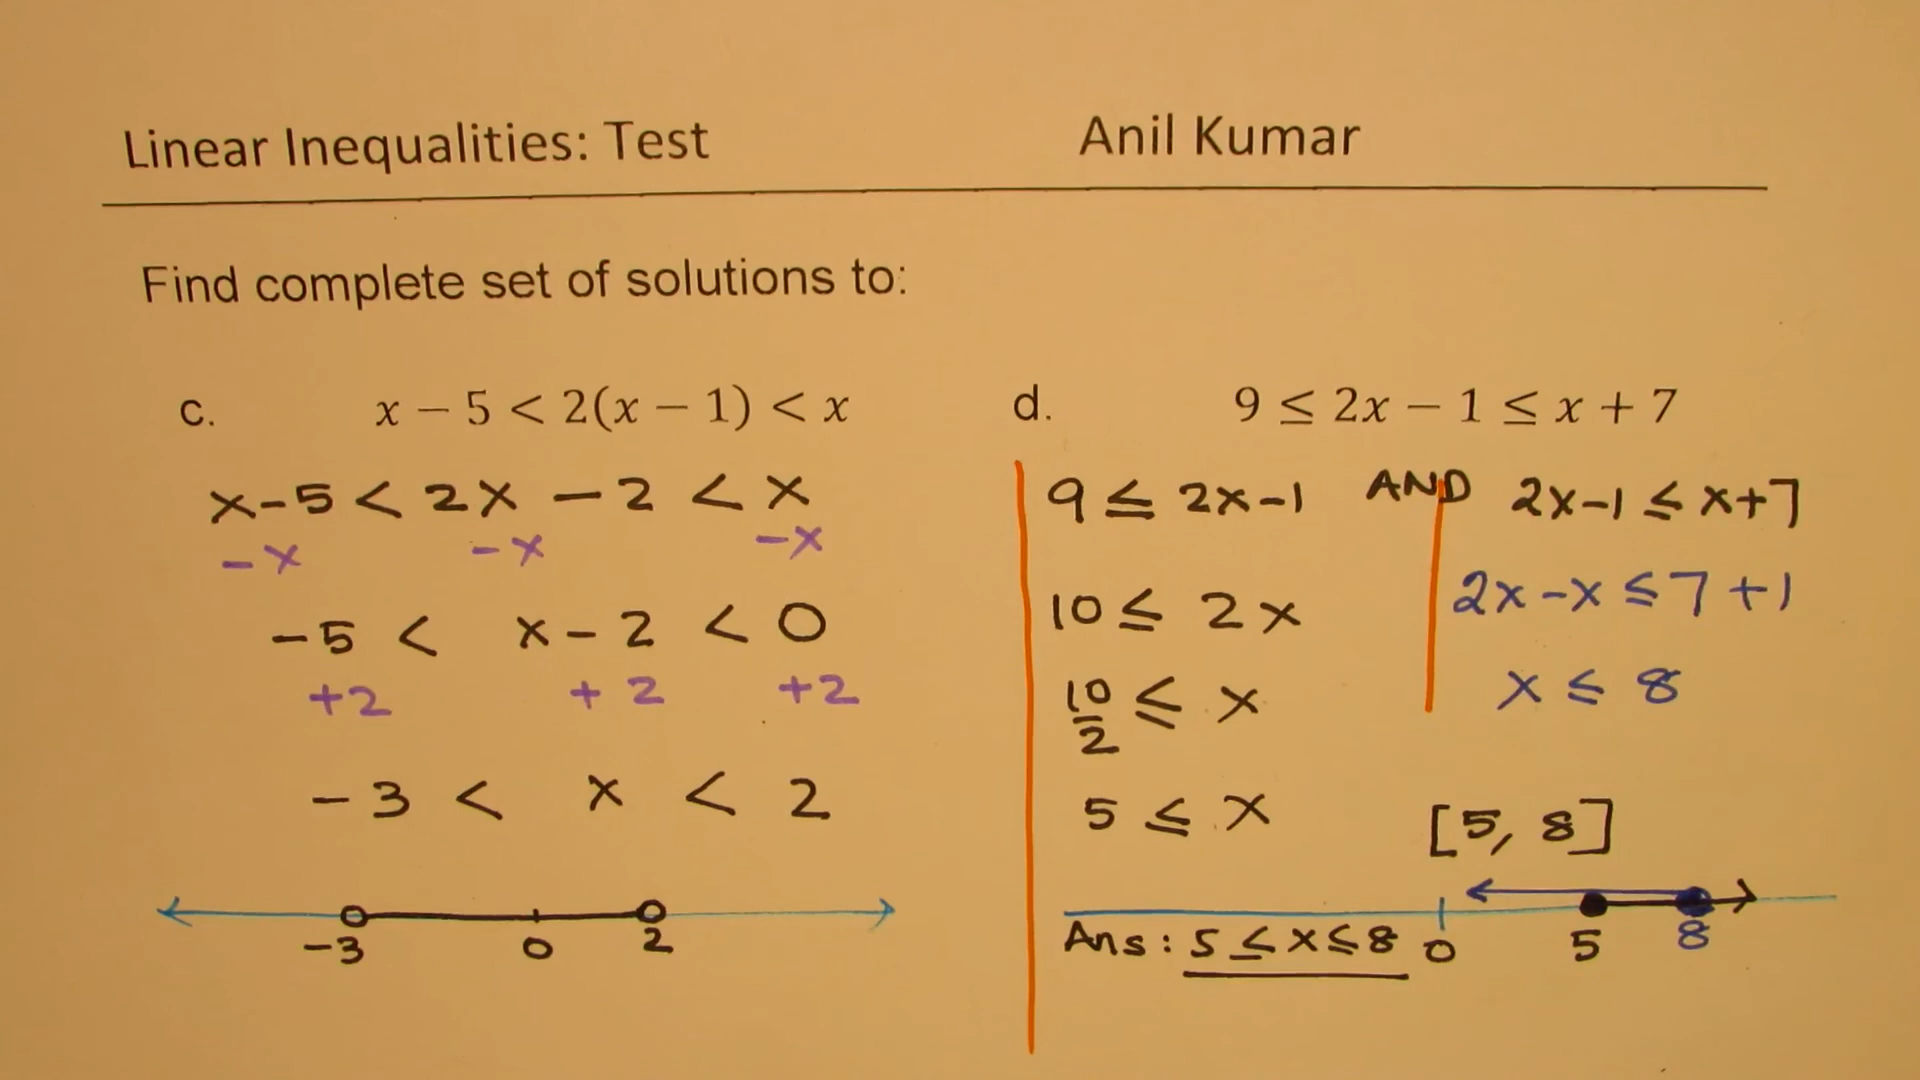 Linear Inequalities: Test Anil Kumar
Find complete set of solutions to:
c. x − 5 < 2(x − 1) < x
x-5 < 2x - 2 < x
-x -x -x
-5 < x-2 < 0
+2 +2 +2
-3 < x < 2
-3 0 2
d. 9 ≤ 2x − 1 ≤ x + 7
9 ≤ 2x-1 AND 2x-1 ≤ x+7
10 ≤ 2x
10/2 ≤ x
5 ≤ x
2x-x ≤ 7+1
x ≤ 8
[5, 8]
Ans: 5 ≤ x ≤ 8
0 5 8